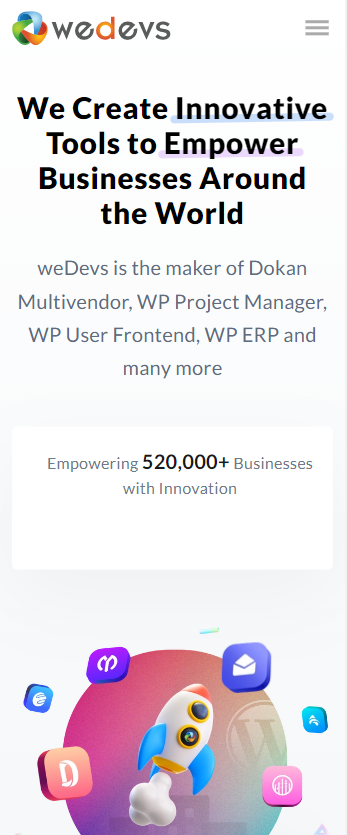 wedevs
We Create Innovative
Tools to Empower
Businesses Around
the World
weDevs is the maker of Dokan
Multivendor, WP Project Manager,
WP User Frontend, WP ERP and
many more
Empowering 520,000+ Businesses
with Innovation